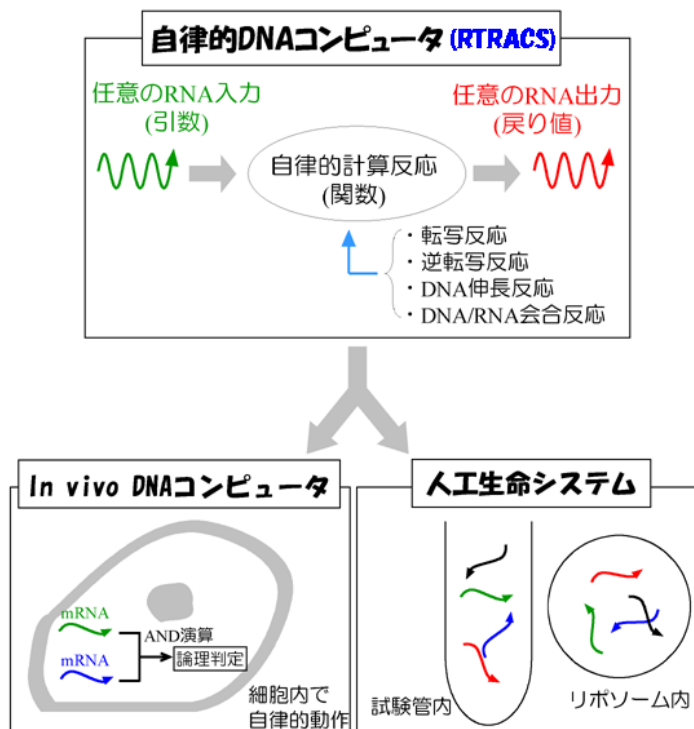 自律的DNAコンピュータ(RTRACS)
任意のRNA入力
(引数)
任意のRNA出力
(戻り値)
自律的計算反応
(関数)
・転写反応
・逆転写反応
・DNA伸長反応
・DNA/RNA会合反応
In vivo DNAコンピュータ
mRNA
mRNA
AND演算
論理判定
細胞内で
自律的動作
人工生命システム
試験管内
リポソーム内